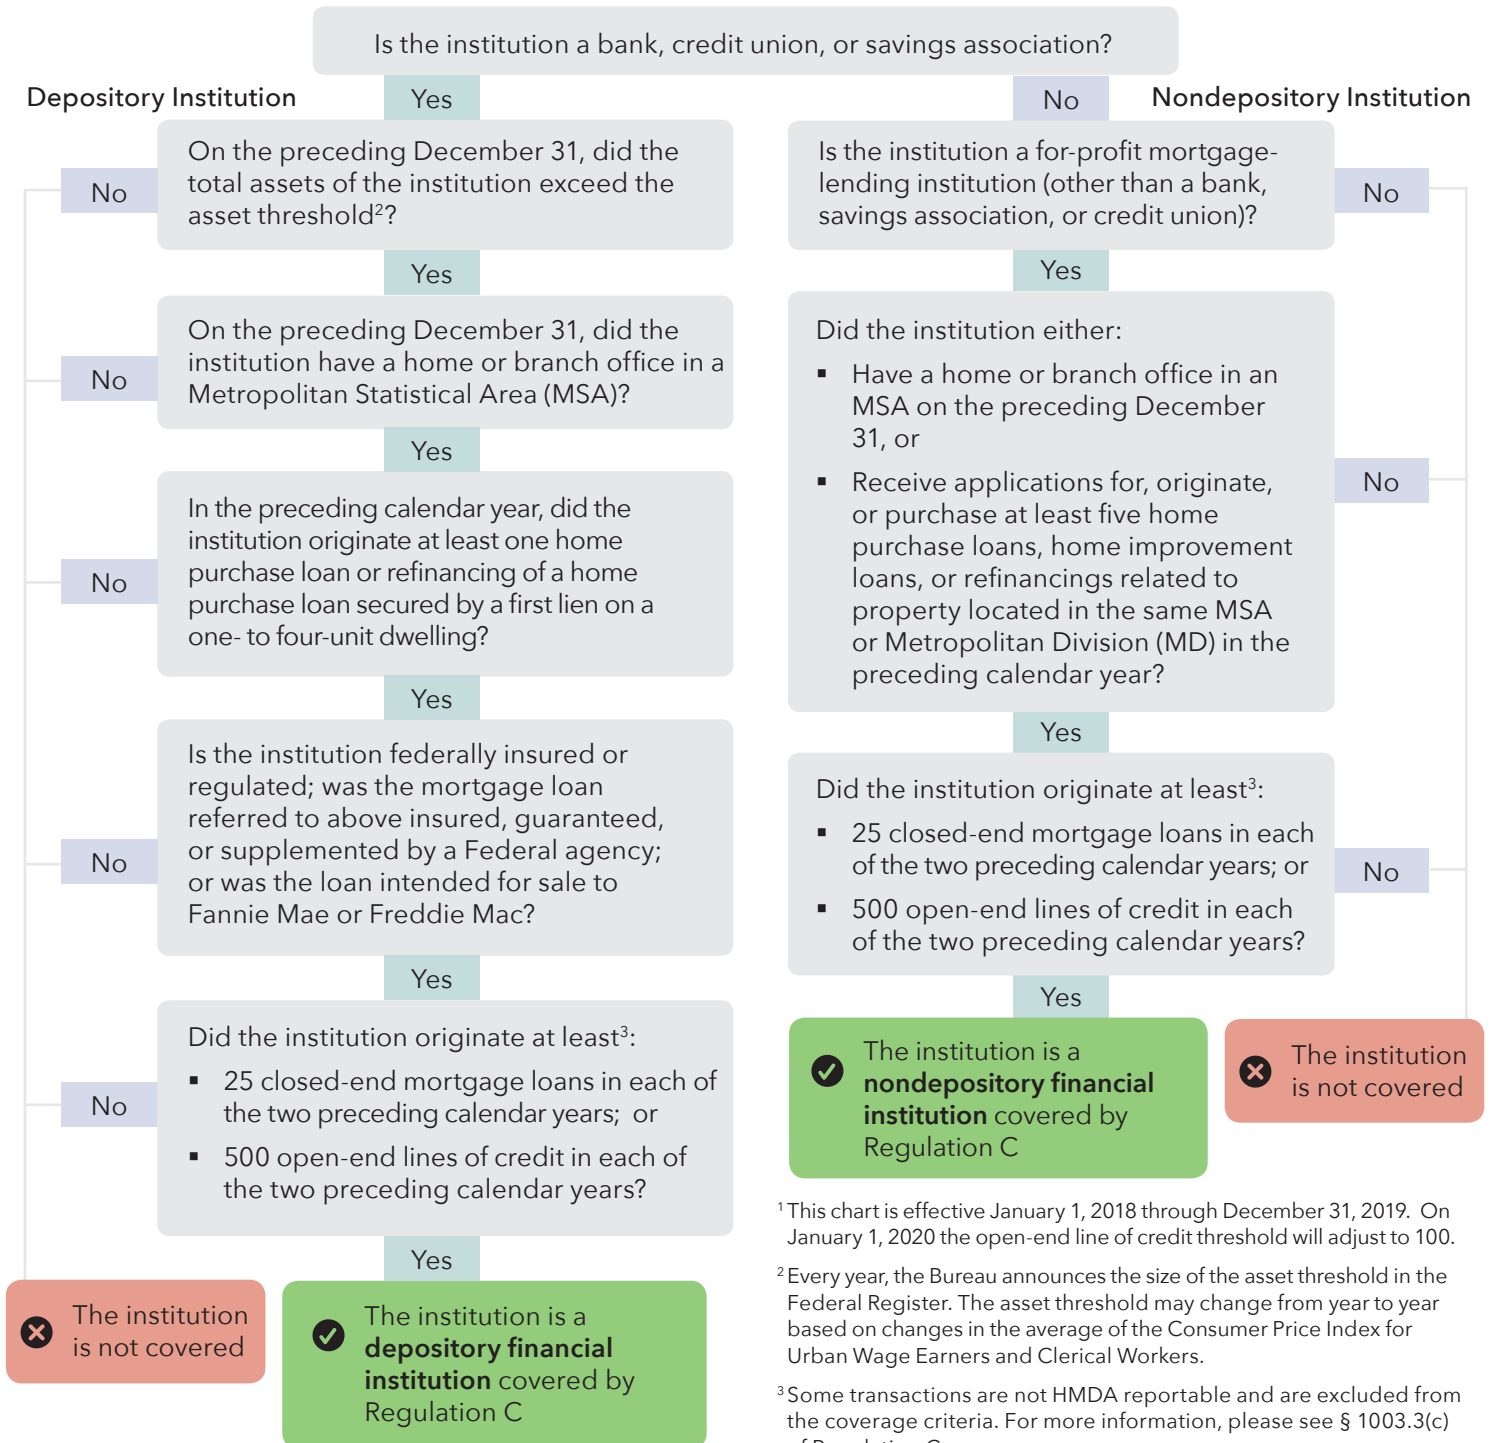 Is the institution a bank, credit union, or savings association?
Depository Institution
Yes
No
Nondepository Institution
On the preceding December 31, did the
total assets of the institution exceed the
asset threshold²?
No
Yes
On the preceding December 31, did the
institution have a home or branch office in a
Metropolitan Statistical Area (MSA)?
No
Yes
In the preceding calendar year, did the
institution originate at least one home
purchase loan or refinancing of a home
purchase loan secured by a first lien on a
one- to four-unit dwelling?
No
Yes
Is the institution federally insured or
regulated; was the mortgage loan
referred to above insured, guaranteed,
or supplemented by a Federal agency;
or was the loan intended for sale to
Fannie Mae or Freddie Mac?
No
Yes
Did the institution originate at least³:
▪ 25 closed-end mortgage loans in each of
the two preceding calendar years; or
▪ 500 open-end lines of credit in each of
the two preceding calendar years?
No
Yes
The institution
is not covered
The institution is a
depository financial
institution covered by
Regulation C
Is the institution a for-profit mortgage-
lending institution (other than a bank,
savings association, or credit union)?
No
Yes
Did the institution either:
▪ Have a home or branch office in an
MSA on the preceding December
31, or
▪ Receive applications for, originate,
or purchase at least five home
purchase loans, home improvement
loans, or refinancings related to
property located in the same MSA
or Metropolitan Division (MD) in the
preceding calendar year?
No
Yes
Did the institution originate at least³:
▪ 25 closed-end mortgage loans in each
of the two preceding calendar years; or
▪ 500 open-end lines of credit in each
of the two preceding calendar years?
No
Yes
The institution is a
nondepository financial
institution covered by
Regulation C
The institution
is not covered
¹ This chart is effective January 1, 2018 through December 31, 2019. On
January 1, 2020 the open-end line of credit threshold will adjust to 100.
² Every year, the Bureau announces the size of the asset threshold in the
Federal Register. The asset threshold may change from year to year
based on changes in the average of the Consumer Price Index for
Urban Wage Earners and Clerical Workers.
³ Some transactions are not HMDA reportable and are excluded from
the coverage criteria. For more information, please see § 1003.3(c)